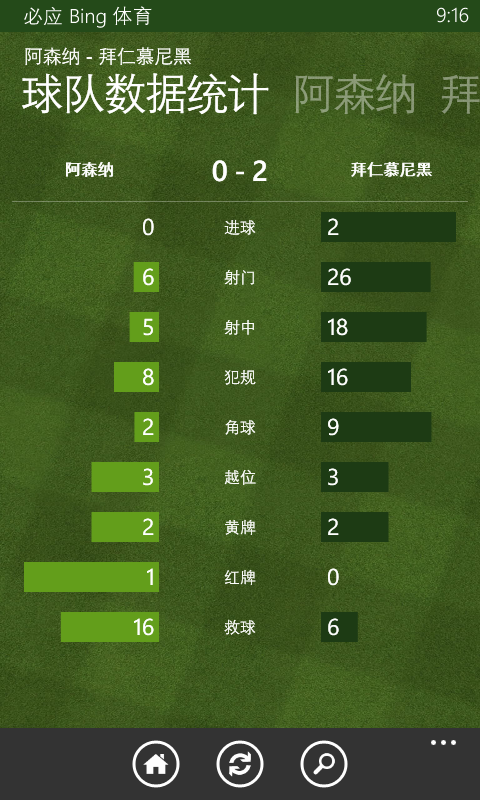 必应 Bing 体育 9:16
阿森纳 - 拜仁慕尼黑
球队数据统计 阿森纳 拜
阿森纳 0 - 2 拜仁慕尼黑
0 进球 2
6 射门 26
5 射中 18
8 犯规 16
2 角球 9
3 越位 3
2 黄牌 2
1 红牌 0
16 救球 6